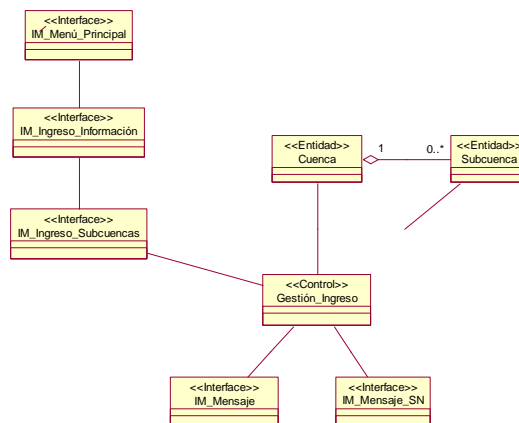 <<Interface>>
IM_Menú_Principal
<<Interface>>
IM_Ingreso_Información
<<Entidad>>
Cuenca
1
0..*
<<Entidad>>
Subcuenca
<<Interface>>
IM_Ingreso_Subcuencas
<<Control>>
Gestión_Ingreso
<<Interface>>
IM_Mensaje
<<Interface>>
IM_Mensaje_SN